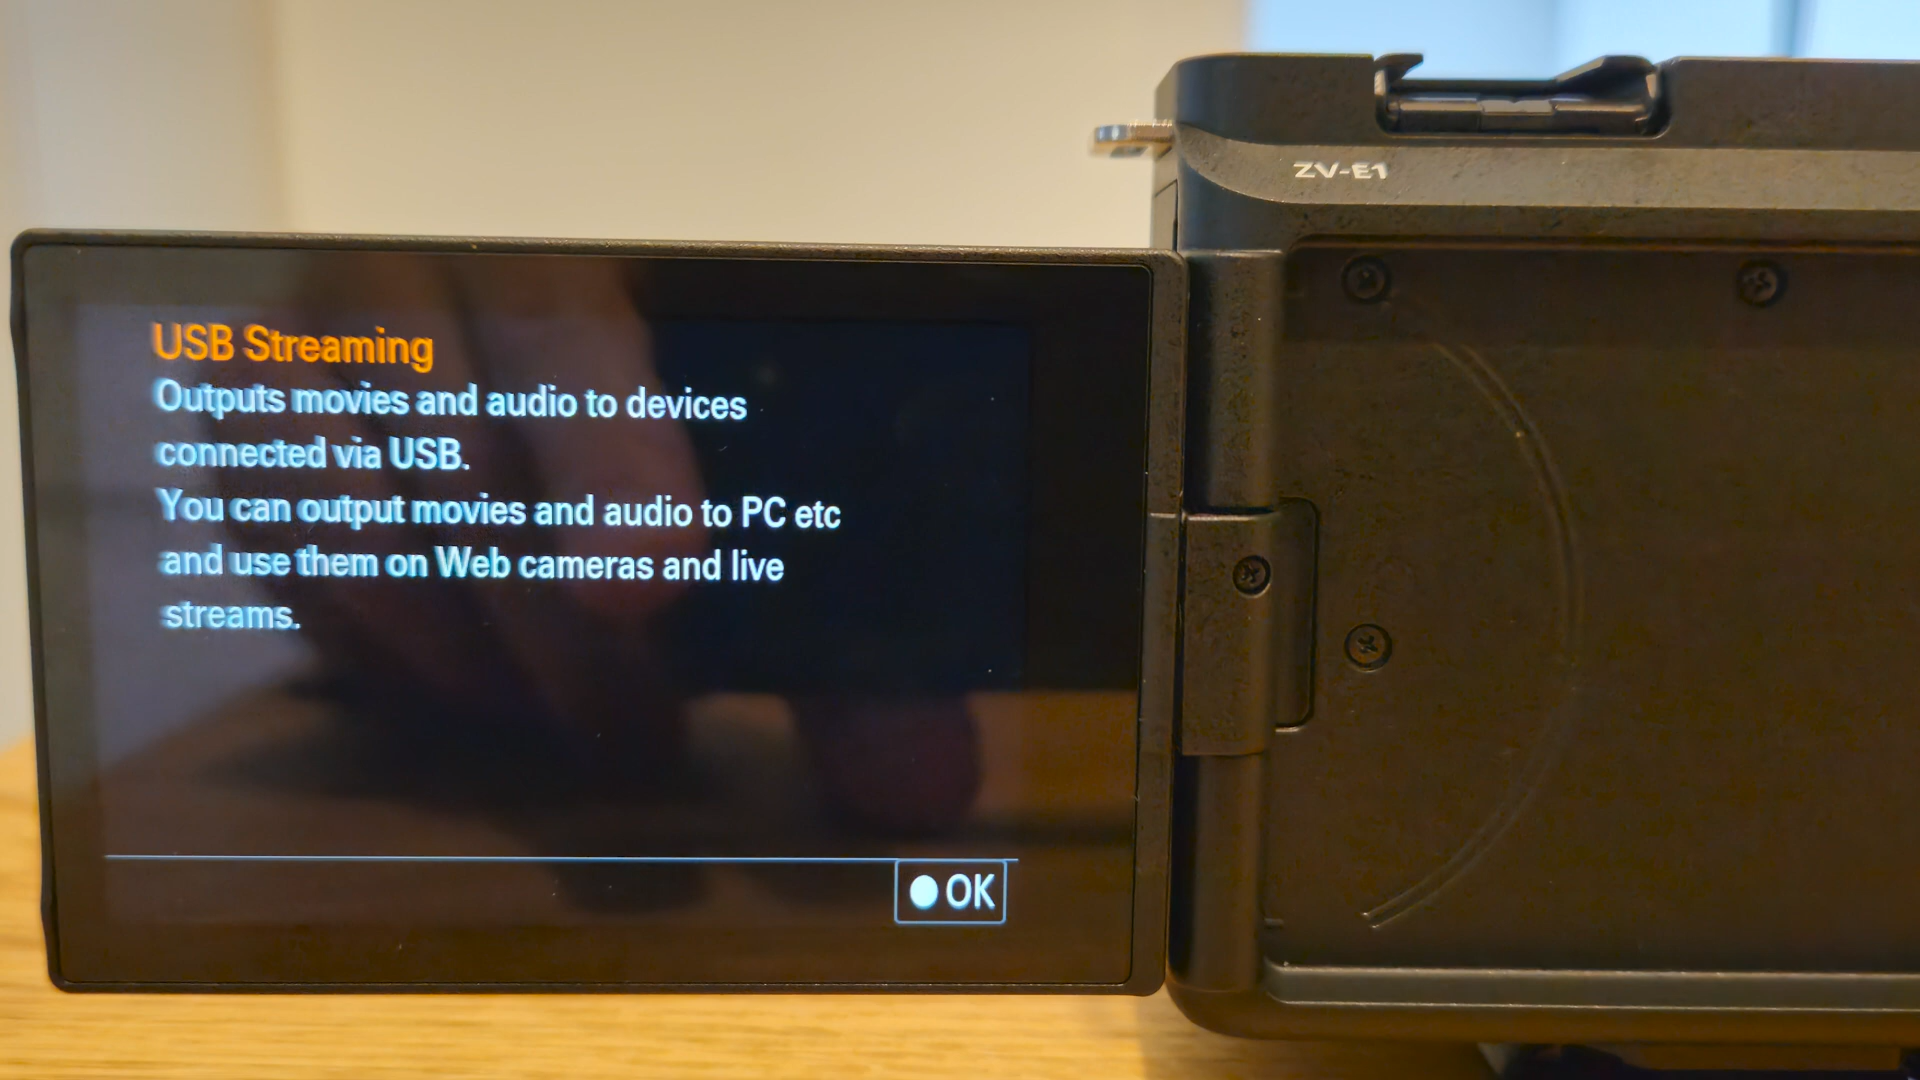 ZV-E1
USB Streaming
Outputs movies and audio to devices
connected via USB.
You can output movies and audio to PC etc
and use them on Web cameras and live
streams.
OK